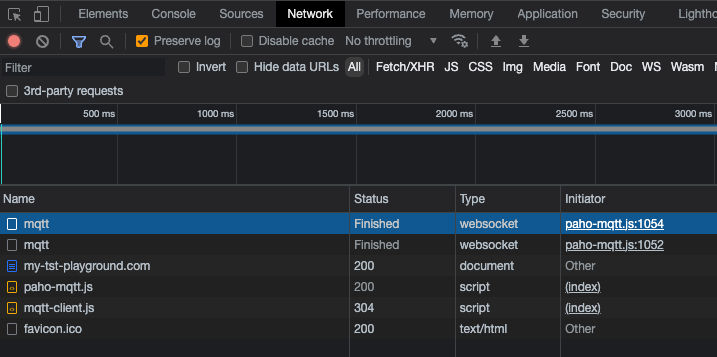 Elements Console Sources Network Performance Memory Application Security Lighth
Preserve log Disable cache No throttling
Filter Invert Hide data URLs All Fetch/XHR JS CSS Img Media Font Doc WS Wasm
3rd-party requests
500 ms 1000 ms 1500 ms 2000 ms 2500 ms 3000 ms
Name Status Type Initiator
mqtt Finished websocket paho-mqtt.js:1054
mqtt Finished websocket paho-mqtt.js:1052
my-tst-playground.com 200 document Other
paho-mqtt.js 200 script (index)
mqtt-client.js 304 script (index)
favicon.ico 200 text/html Other